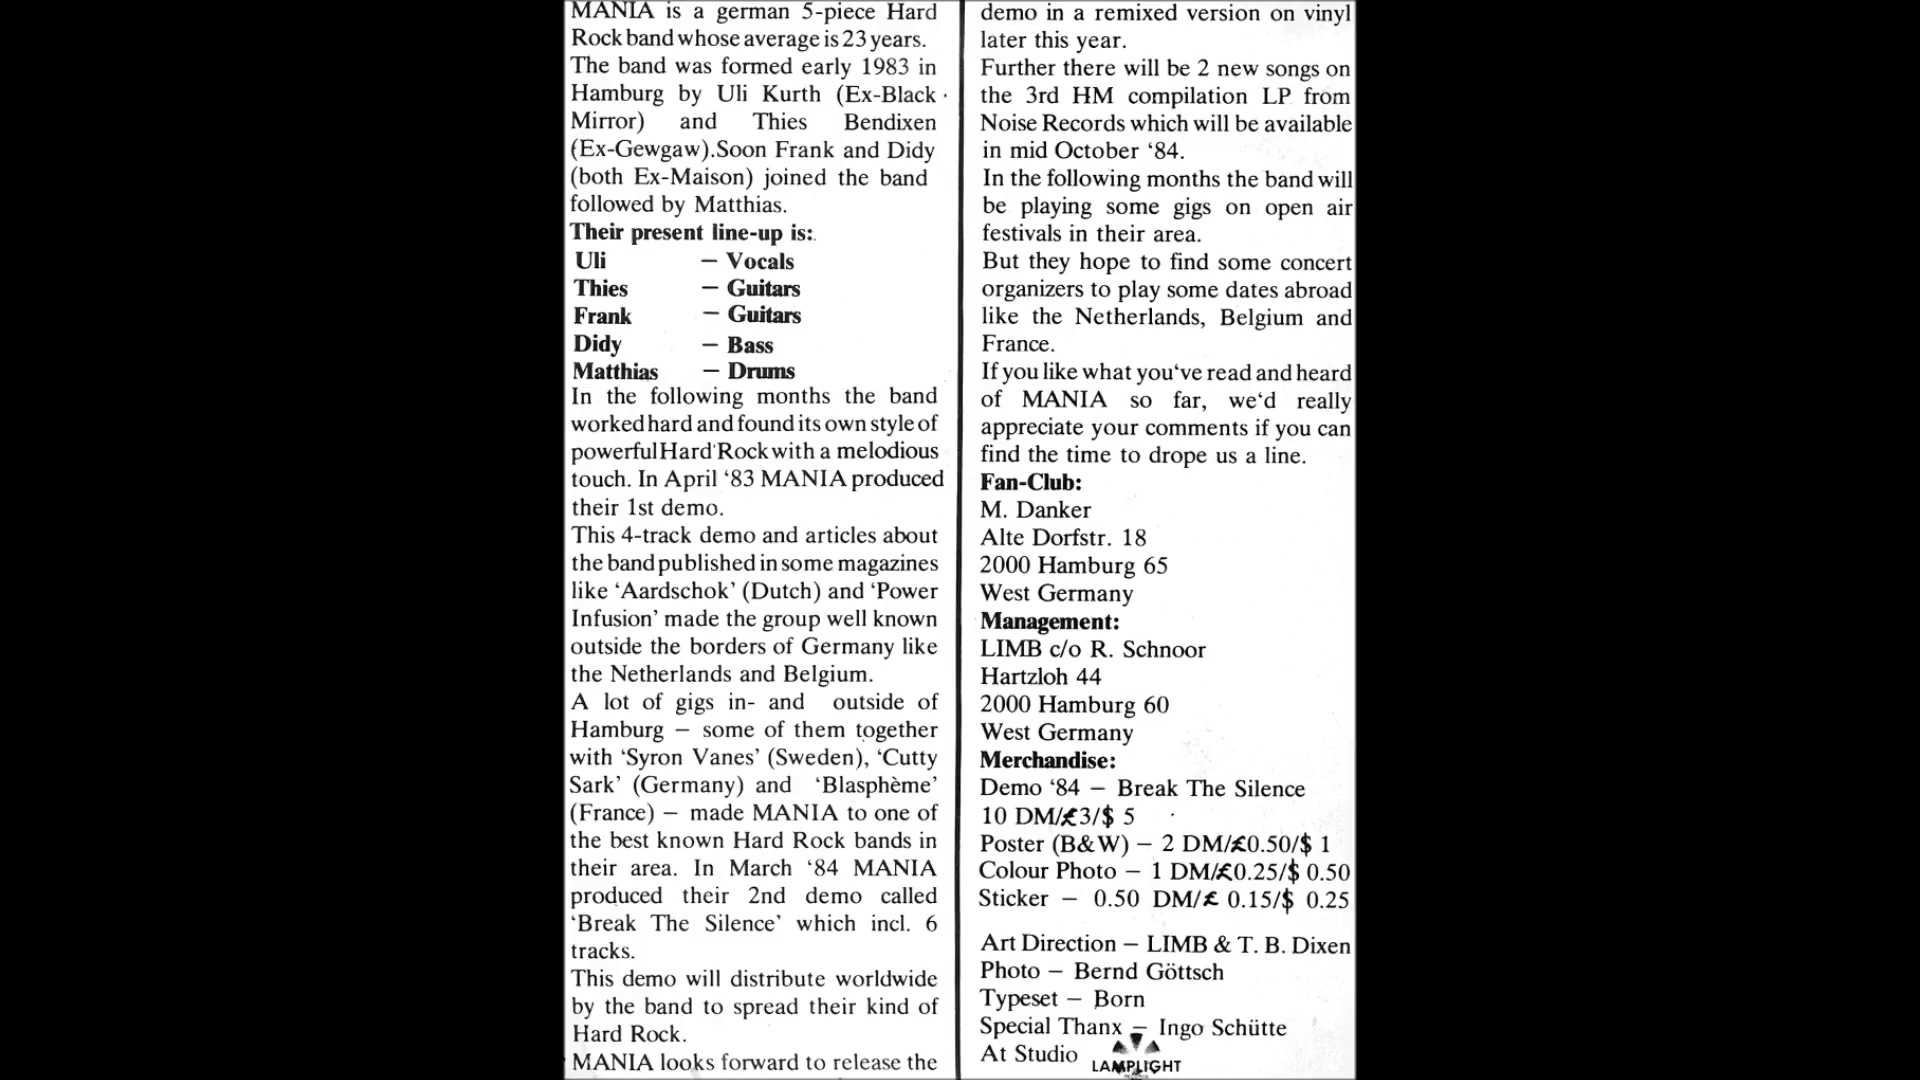 MANIA is a german 5-piece Hard
Rock band whose average is 23 years.
The band was formed early 1983 in
Hamburg by Uli Kurth (Ex-Black
Mirror) and Thies Bendixen
(Ex-Gewgaw).Soon Frank and Didy
(both Ex-Maison) joined the band
followed by Matthias.
Their present line-up is:
Uli – Vocals
Thies – Guitars
Frank – Guitars
Didy – Bass
Matthias – Drums
In the following months the band
worked hard and found its own style of
powerful Hard Rock with a melodious
touch. In April ‘83 MANIA produced
their 1st demo.
This 4-track demo and articles about
the band published in some magazines
like ‘Aardschok’ (Dutch) and ‘Power
Infusion’ made the group well known
outside the borders of Germany like
the Netherlands and Belgium.
A lot of gigs in- and outside of
Hamburg – some of them together
with ‘Syron Vanes’ (Sweden), ‘Cutty
Sark’ (Germany) and ‘Blasphème’
(France) – made MANIA to one of
the best known Hard Rock bands in
their area. In March ‘84 MANIA
produced their 2nd demo called
‘Break The Silence’ which incl. 6
tracks.
This demo will distribute worldwide
by the band to spread their kind of
Hard Rock.
MANIA looks forward to release the
demo in a remixed version on vinyl
later this year.
Further there will be 2 new songs on
the 3rd HM compilation LP from
Noise Records which will be available
in mid October ‘84.
In the following months the band will
be playing some gigs on open air
festivals in their area.
But they hope to find some concert
organizers to play some dates abroad
like the Netherlands, Belgium and
France.
If you like what you‘ve read and heard
of MANIA so far, we‘d really
appreciate your comments if you can
find the time to drope us a line.
Fan-Club:
M. Danker
Alte Dorfstr. 18
2000 Hamburg 65
West Germany
Management:
LIMB c/o R. Schnoor
Hartzloh 44
2000 Hamburg 60
West Germany
Merchandise:
Demo ‘84 – Break The Silence
10 DM/£3/$ 5
Poster (B&W) – 2 DM/£0.50/$ 1
Colour Photo – 1 DM/£0.25/$ 0.50
Sticker – 0.50 DM/£ 0.15/$ 0.25
Art Direction – LIMB & T. B. Dixen
Photo – Bernd Göttsch
Typeset – Born
Special Thanx – Ingo Schütte
At Studio LAMPLIGHT